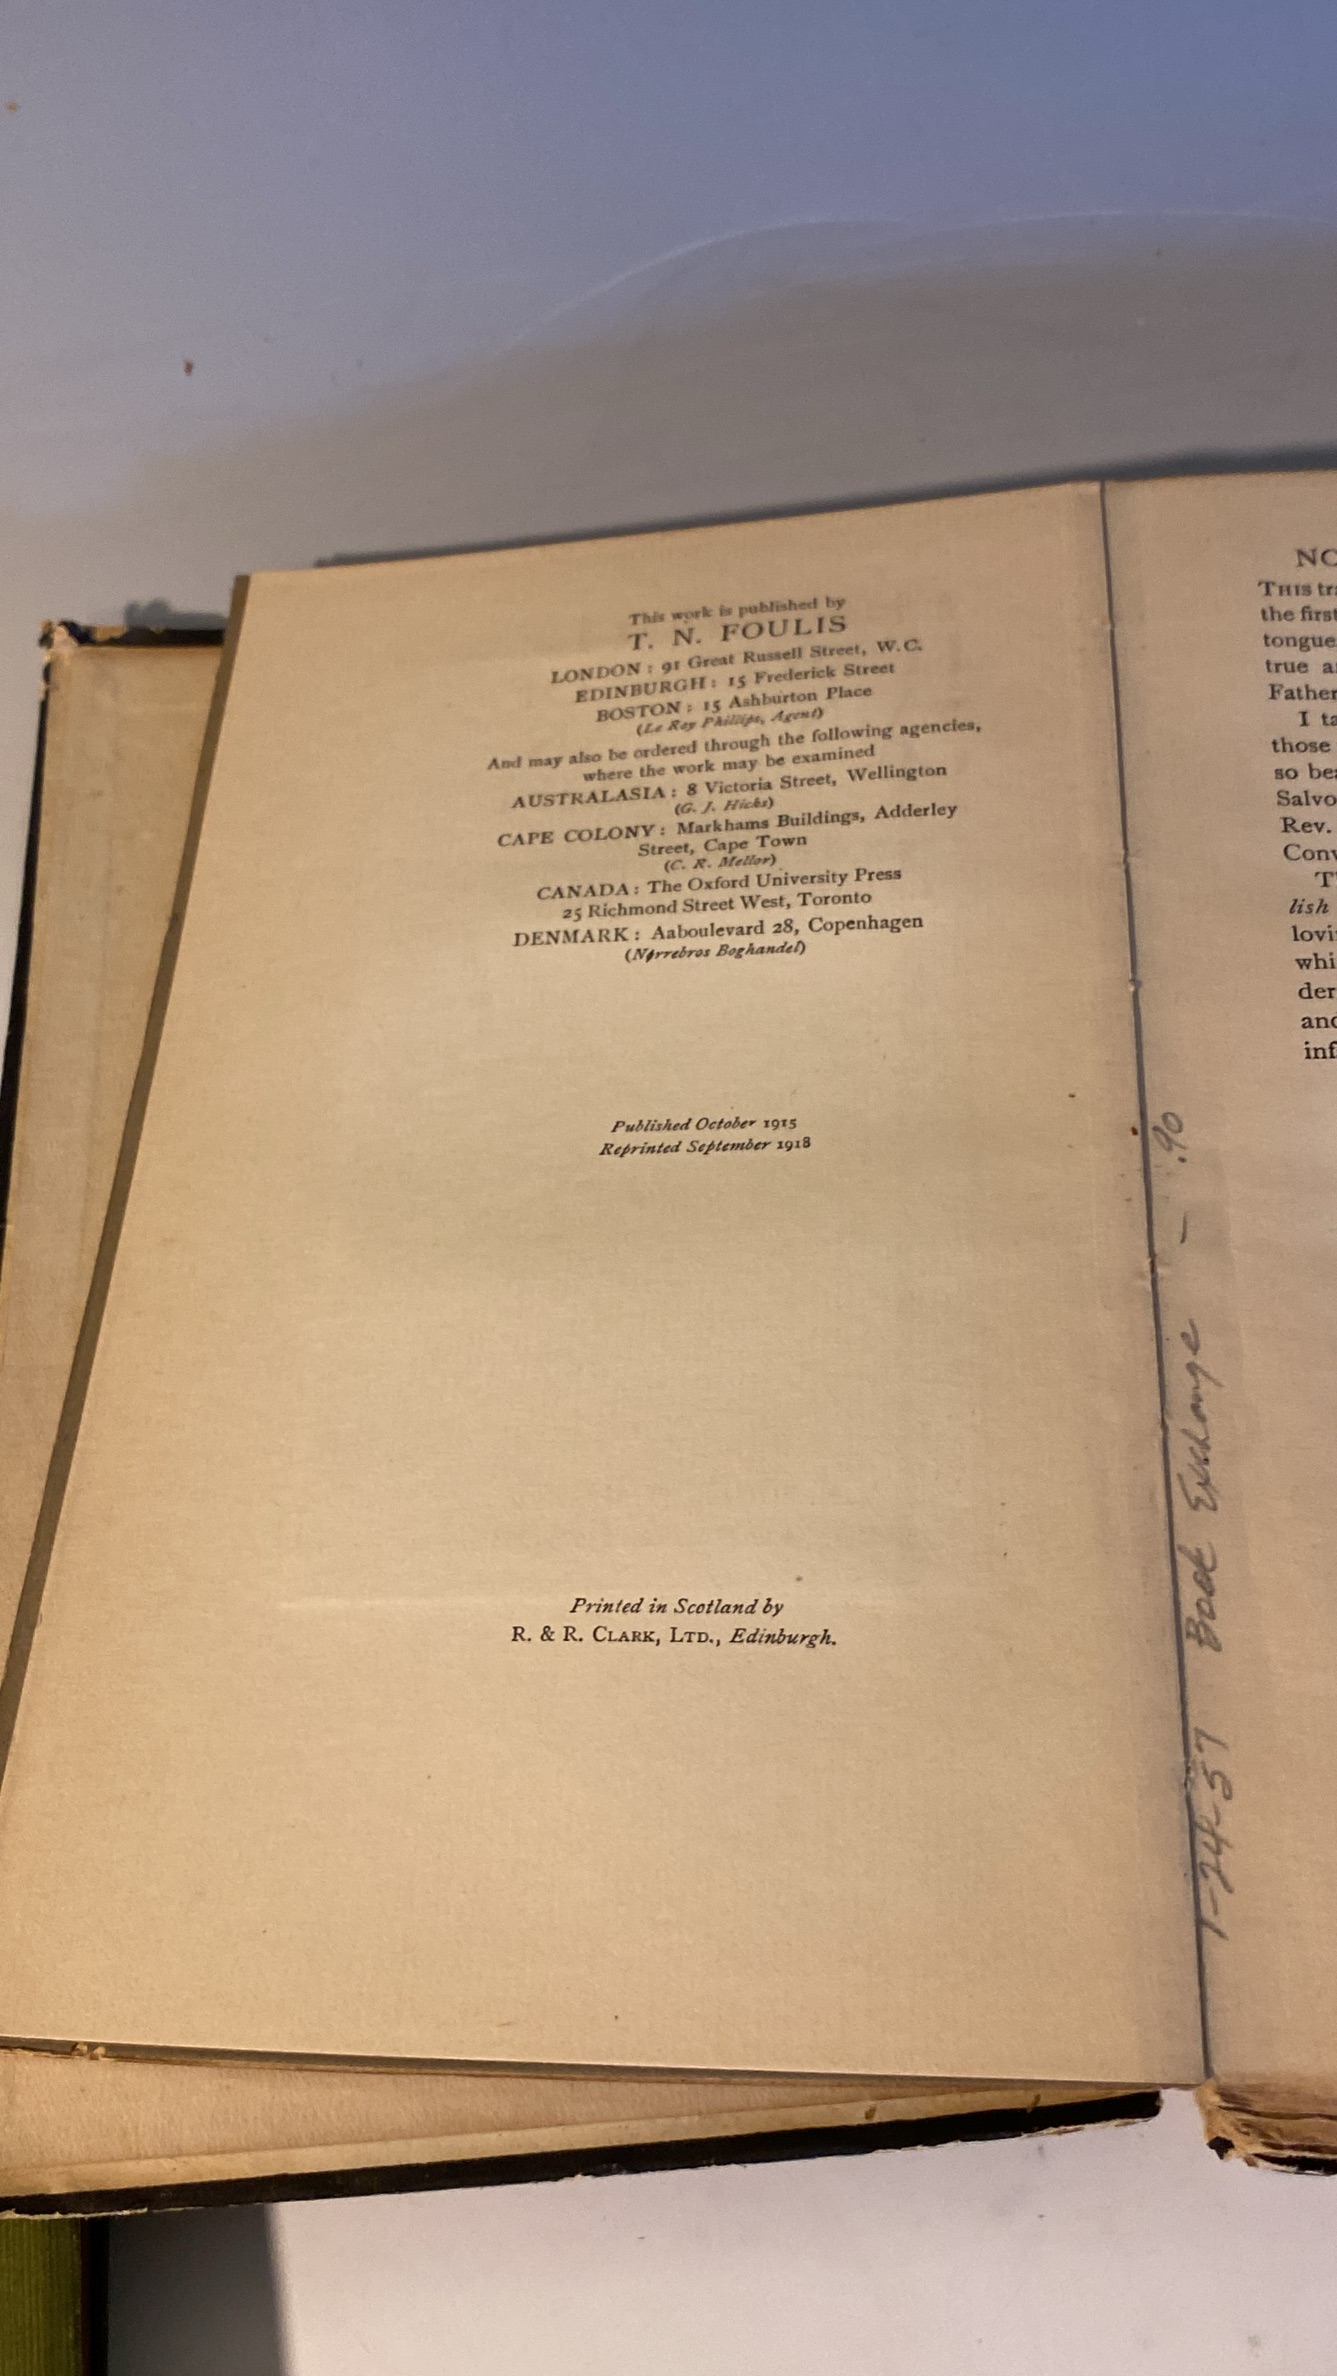 This work is published by
T. N. FOULIS
LONDON : 91 Great Russell Street, W.C.
EDINBURGH : 15 Frederick Street
BOSTON : 15 Ashburton Place
(Le Roy Phillips, Agent)
And may also be ordered through the following agencies,
where the work may be examined
AUSTRALASIA : 8 Victoria Street, Wellington
(G. J. Hicks)
CAPE COLONY : Markhams Buildings, Adderley
Street, Cape Town
(C. R. Mellor)
CANADA : The Oxford University Press
25 Richmond Street West, Toronto
DENMARK : Aaboulevard 28, Copenhagen
(Nørrebros Boghandel)
Published October 1915
Reprinted September 1918
Printed in Scotland by
R. & R. CLARK, LTD., Edinburgh.
1-24-57 Book Exchange - .90
NO
THIS tra
the first
tongue
true a
Father
I ta
those
so bea
Salvo
Rev.
Conv
T
lish
lovi
whi
der
and
inf